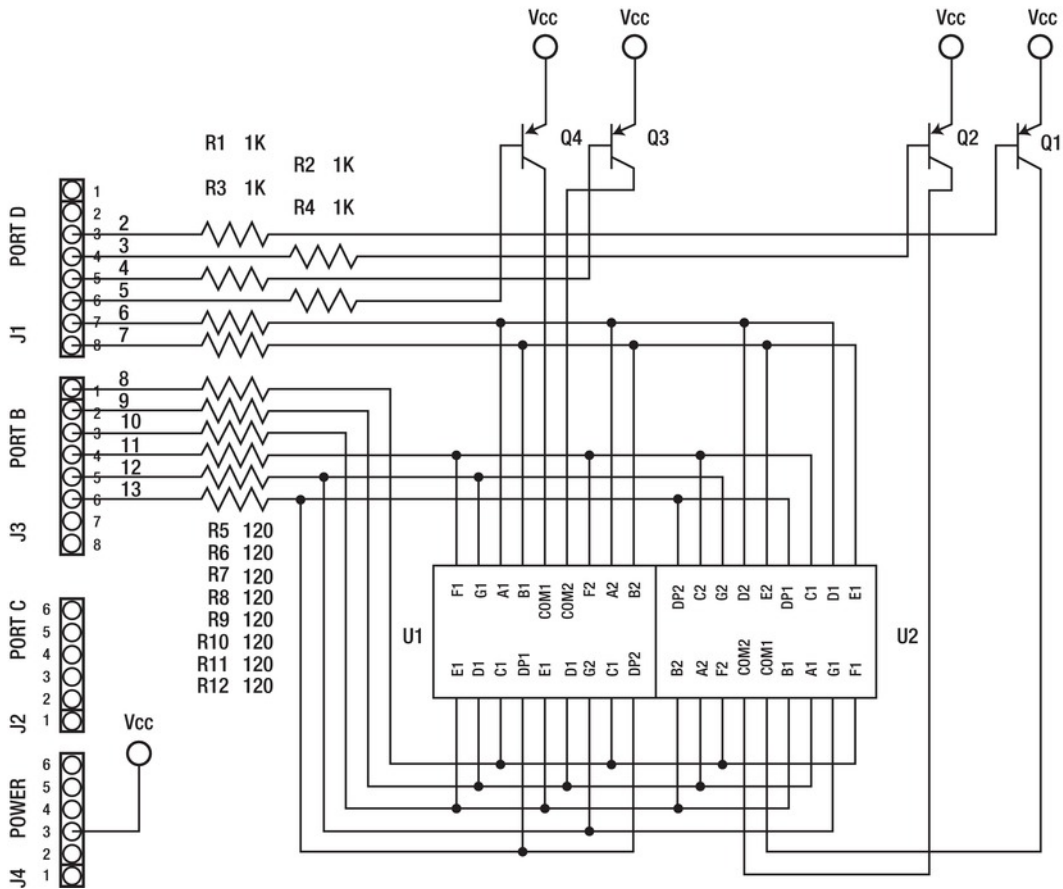 Vcc
Vcc
Vcc
Vcc
Q4
Q3
Q2
Q1
R1 1K
R2 1K
R3 1K
R4 1K
PORT D
J1
1
2
3
4
5
6
7
8
2
3
4
5
6
7
PORT B
J3
1
2
3
4
5
6
7
8
8
9
10
11
12
13
R5 120
R6 120
R7 120
R8 120
R9 120
R10 120
R11 120
R12 120
PORT C
J2
6
5
4
3
2
1
Vcc
POWER
J4
6
5
4
3
2
1
U1
F1 G1 A1 B1 COM1 COM2 F2 A2 B2
E1 D1 C1 DP1 E1 D1 G2 C1 DP2
U2
DP2 C2 G2 D2 E2 DP1 C1 D1 E1
B2 A2 F2 COM2 COM1 B1 A1 G1 F1